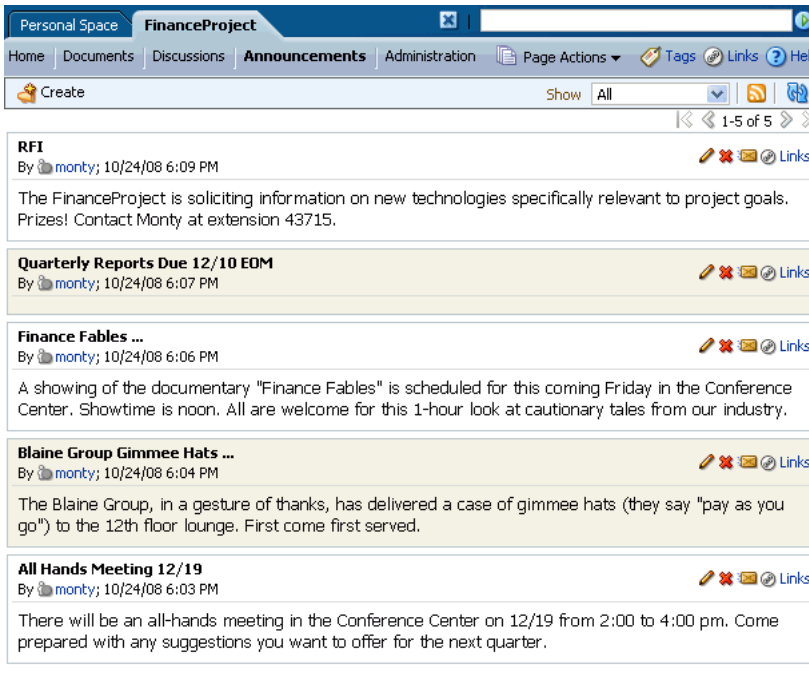 Personal Space FinanceProject
Home Documents Discussions Announcements Administration Page Actions Tags Links Hel
Create Show All
1-5 of 5
RFI
By monty; 10/24/08 6:09 PM Links
The FinanceProject is soliciting information on new technologies specifically relevant to project goals.
Prizes! Contact Monty at extension 43715.
Quarterly Reports Due 12/10 EOM
By monty; 10/24/08 6:07 PM Links
Finance Fables ...
By monty; 10/24/08 6:06 PM Links
A showing of the documentary "Finance Fables" is scheduled for this coming Friday in the Conference
Center. Showtime is noon. All are welcome for this 1-hour look at cautionary tales from our industry.
Blaine Group Gimmee Hats ...
By monty; 10/24/08 6:04 PM Links
The Blaine Group, in a gesture of thanks, has delivered a case of gimmee hats (they say "pay as you
go") to the 12th floor lounge. First come first served.
All Hands Meeting 12/19
By monty; 10/24/08 6:03 PM Links
There will be an all-hands meeting in the Conference Center on 12/19 from 2:00 to 4:00 pm. Come
prepared with any suggestions you want to offer for the next quarter.